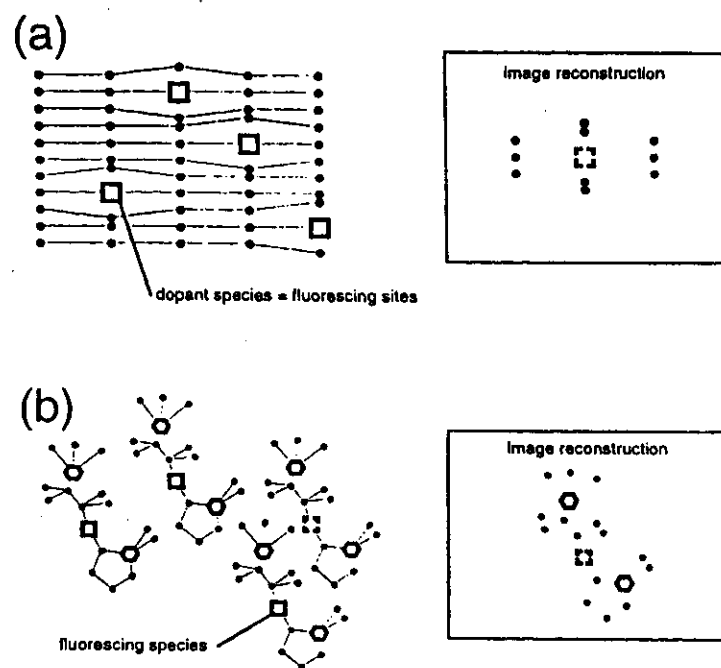 (a)
Image reconstruction
dopant species = fluorescing sites
(b)
Image reconstruction
fluorescing species